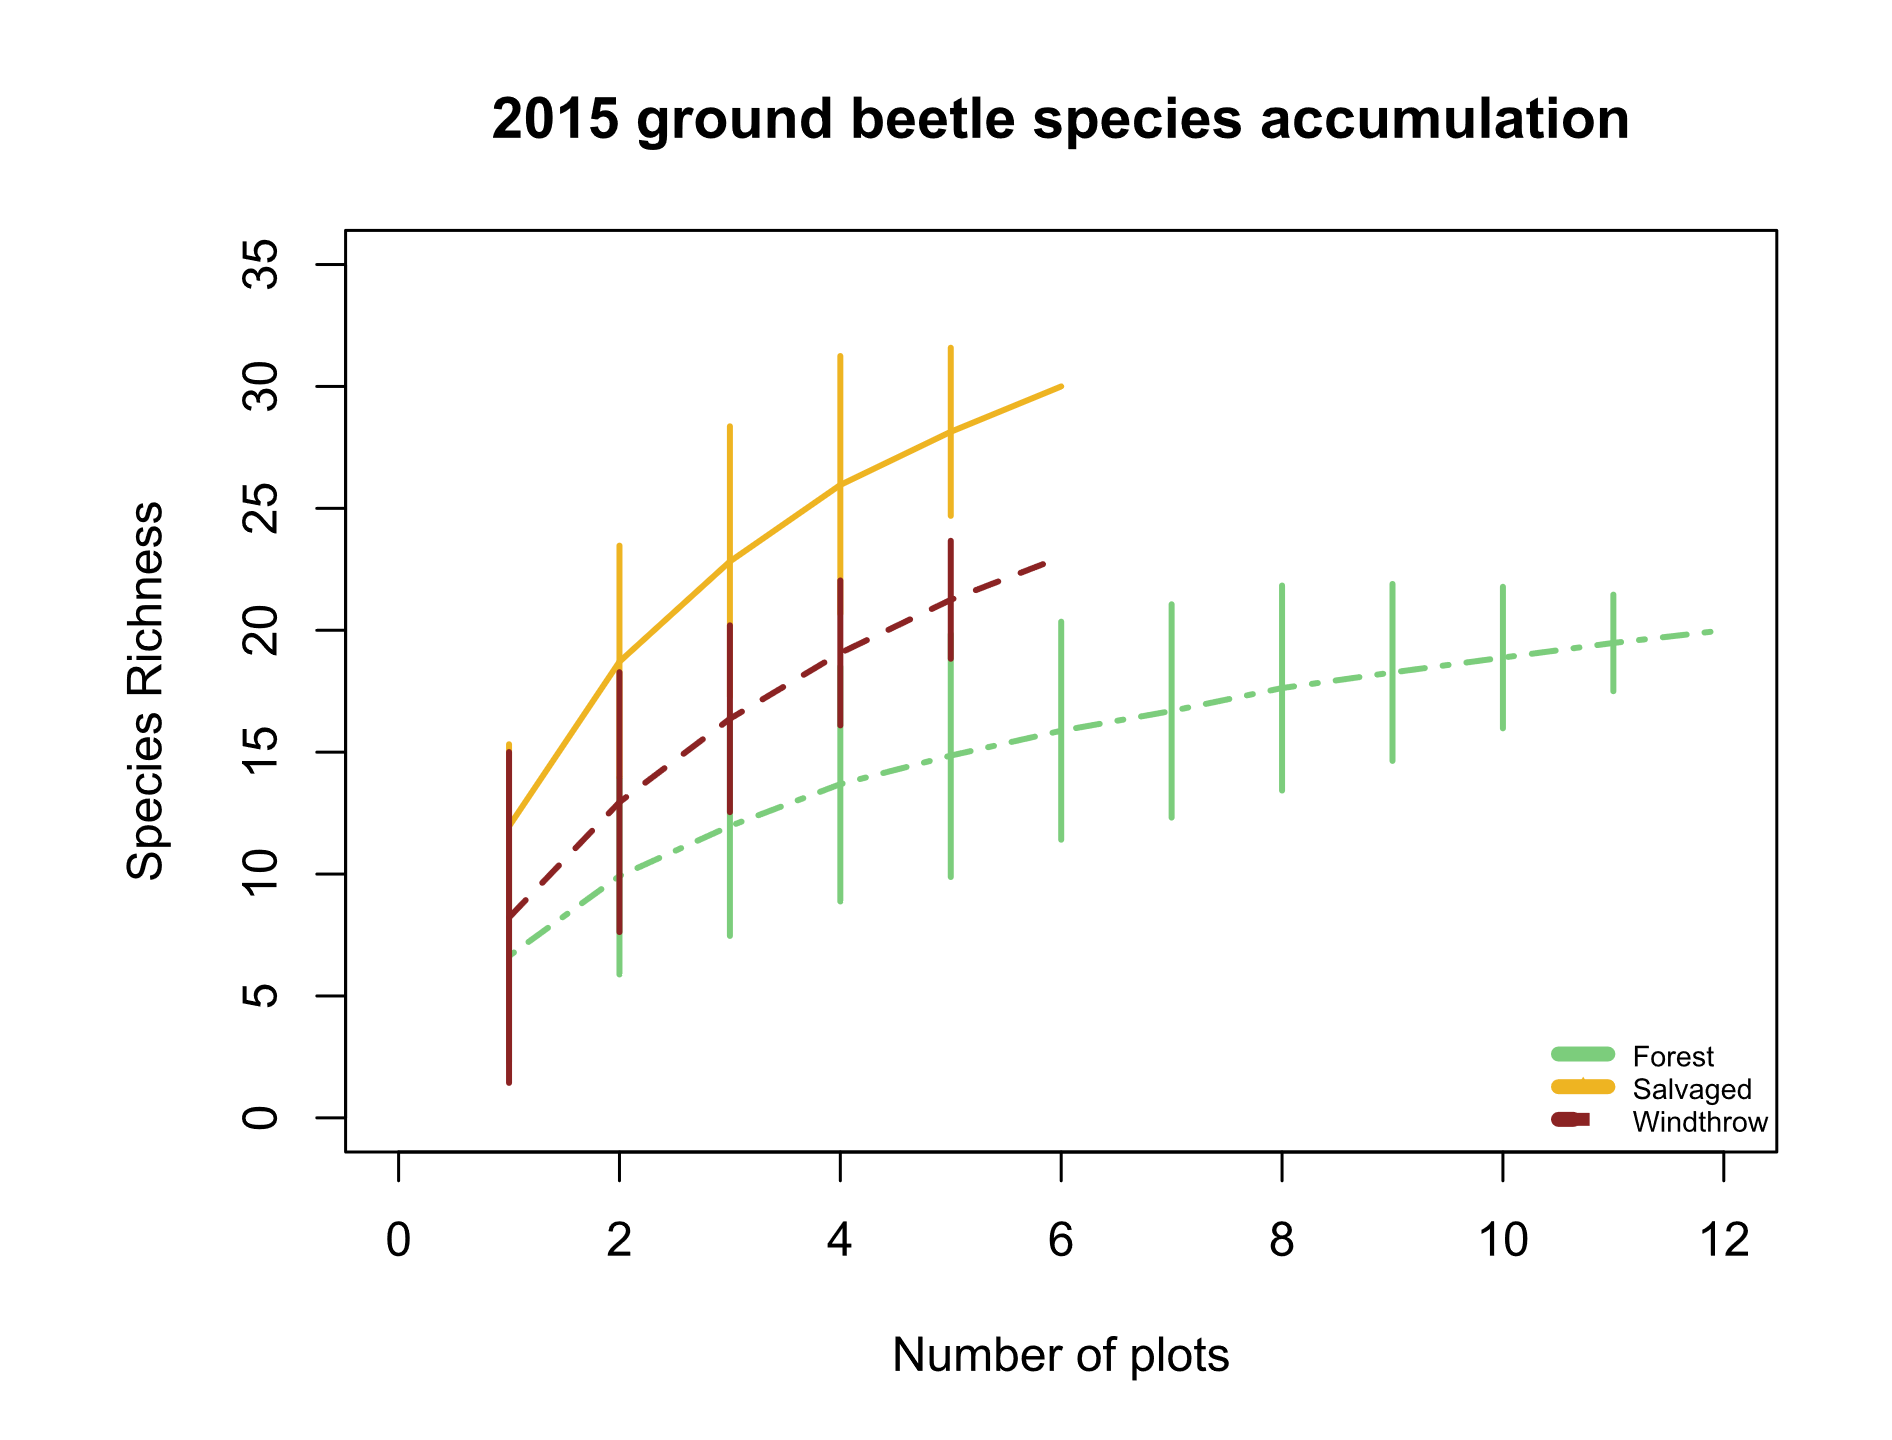 2015 ground beetle species accumulation
Species Richness
35
30
25
20
15
10
5
0
Forest
Salvaged
Windthrow
0 2 4 6 8 10 12
Number of plots